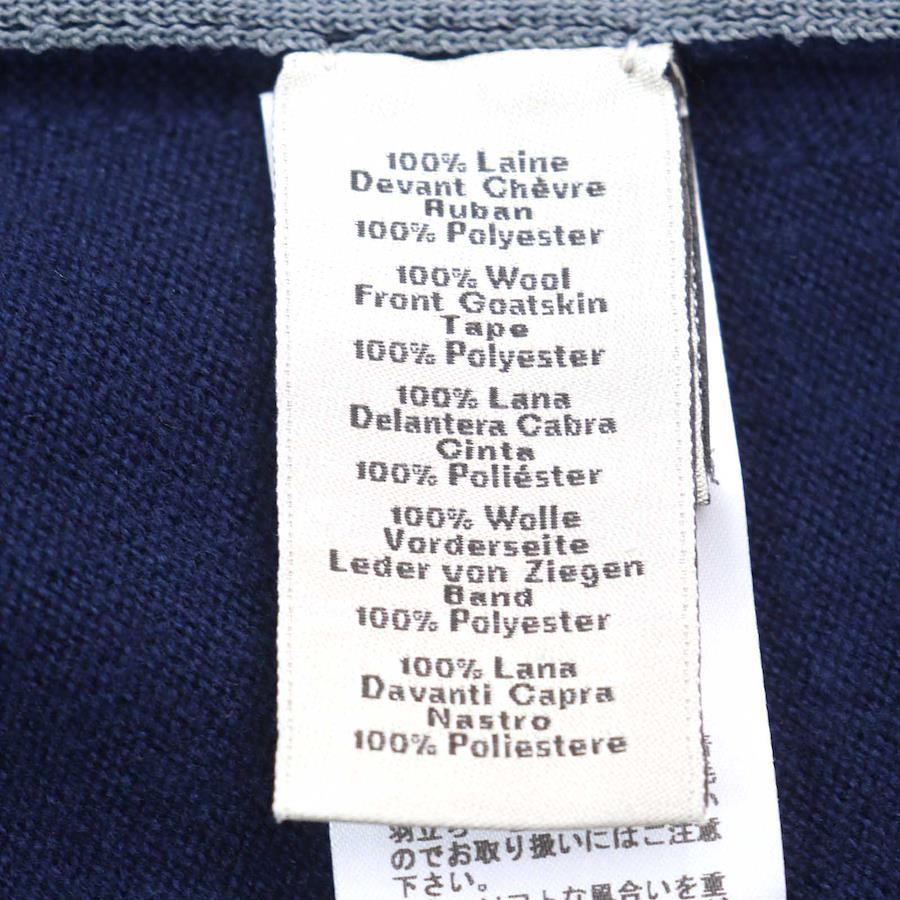 100% Laine
Devant Chèvre
Ruban
100% Polyester
100% Wool
Front Goatskin
Tape
100% Polyester
100% Lana
Delantera Cabra
Cinta
100% Poliéster
100% Wolle
Vorderseite
Leder von Ziegen
Band
100% Polyester
100% Lana
Davanti Capra
Nastro
100% Poliestere
のでお取り扱いにはご注意
下さい。